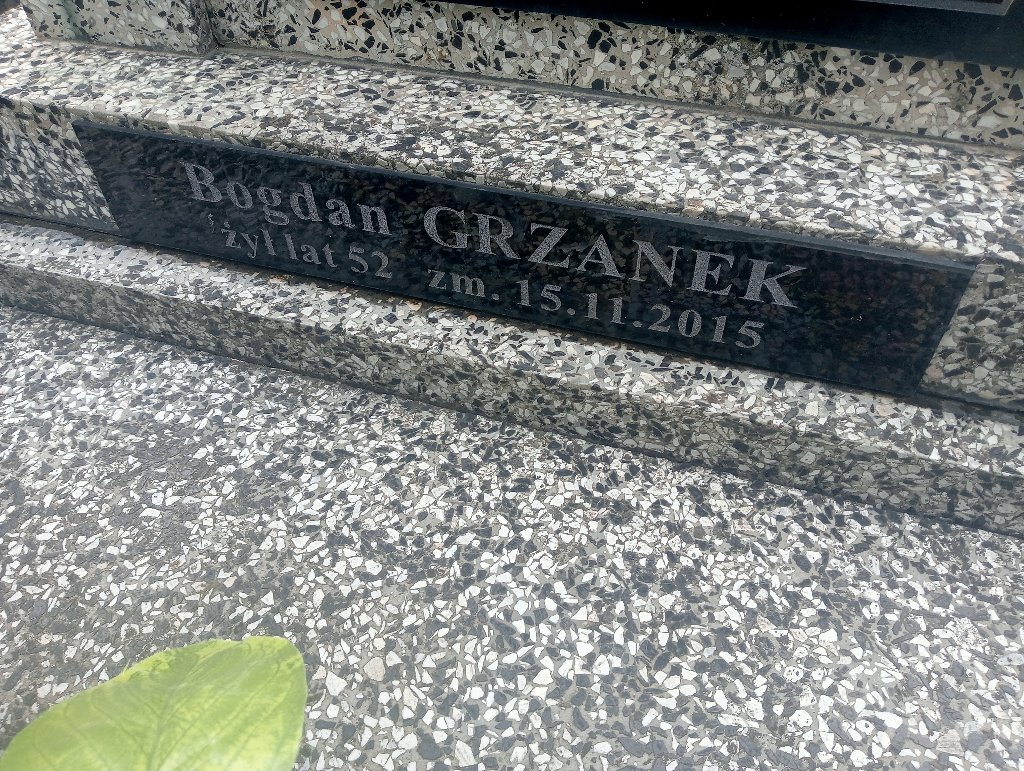 Bogdan GRZANEK
żył lat 52 zm. 15.11.2015